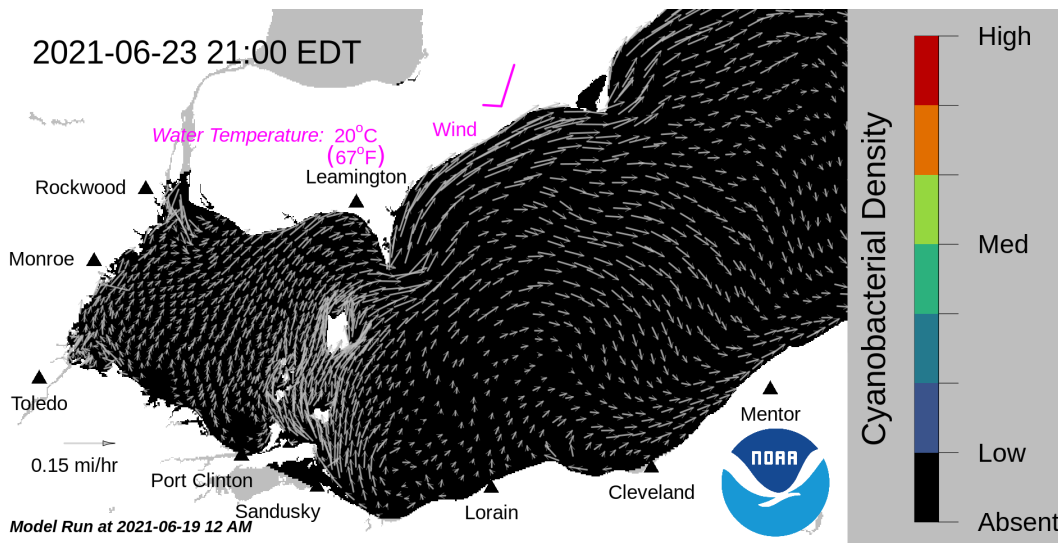 2021-06-23 21:00 EDT
Water Temperature: 20°C
(67°F)
Wind
Leamington
Rockwood
Monroe
Toledo
0.15 mi/hr
Port Clinton
Sandusky
Lorain
Cleveland
Mentor
NOAA
Model Run at 2021-06-19 12 AM
Cyanobacterial Density
High
Med
Low
Absent